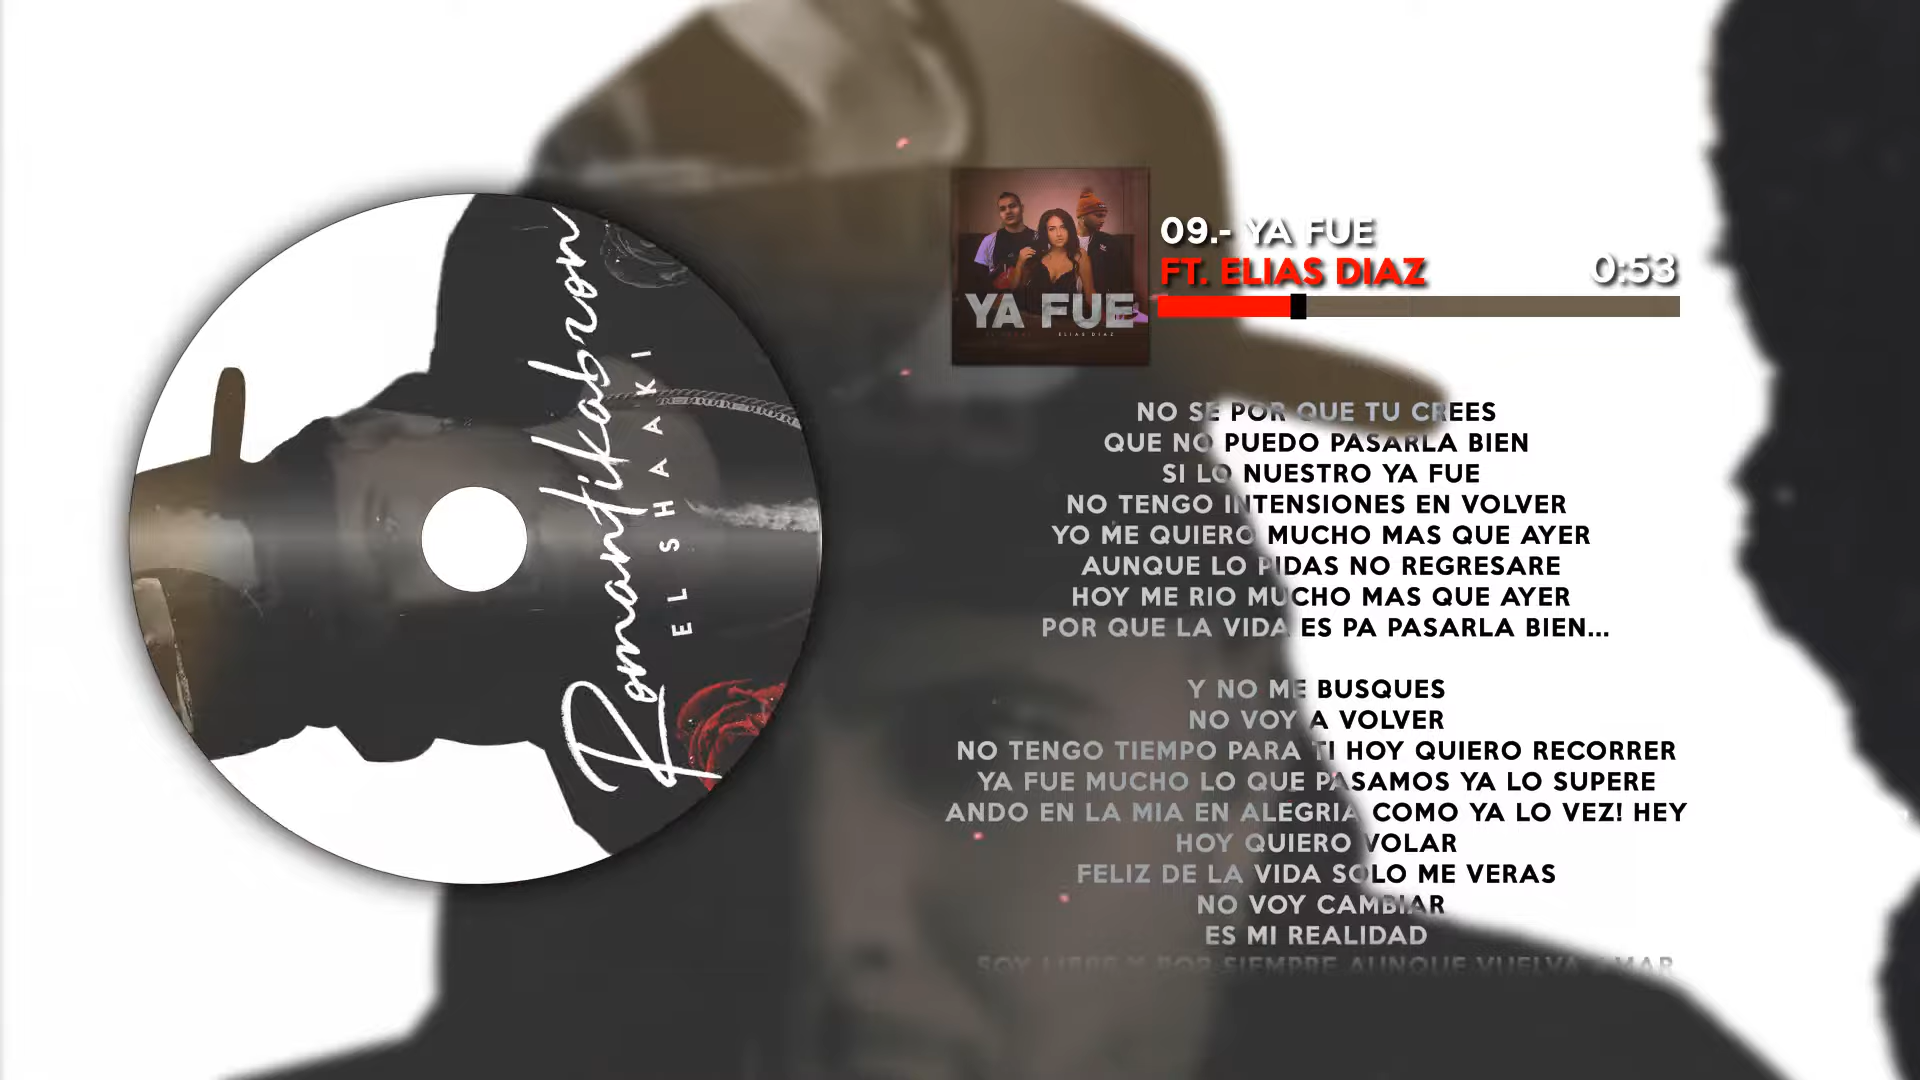 Romantikabron
ELSHAAKI
YA FUE
ELIAS DIAZ
09.- YA FUE
FT. ELIAS DIAZ
0:53
NO SE POR QUE TU CREES
QUE NO PUEDO PASARLA BIEN
SI LO NUESTRO YA FUE
NO TENGO INTENSIONES EN VOLVER
YO ME QUIERO MUCHO MAS QUE AYER
AUNQUE LO PIDAS NO REGRESARE
HOY ME RIO MUCHO MAS QUE AYER
POR QUE LA VIDA ES PA PASARLA BIEN...
Y NO ME BUSQUES
NO VOY A VOLVER
NO TENGO TIEMPO PARA TI HOY QUIERO RECORRER
YA FUE MUCHO LO QUE PASAMOS YA LO SUPERE
ANDO EN LA MIA EN ALEGRIA COMO YA LO VEZ! HEY
HOY QUIERO VOLAR
FELIZ DE LA VIDA SOLO ME VERAS
NO VOY CAMBIAR
ES MI REALIDAD
SOY LIBRE Y POR SIEMPRE AUNQUE VUELVA AMAR